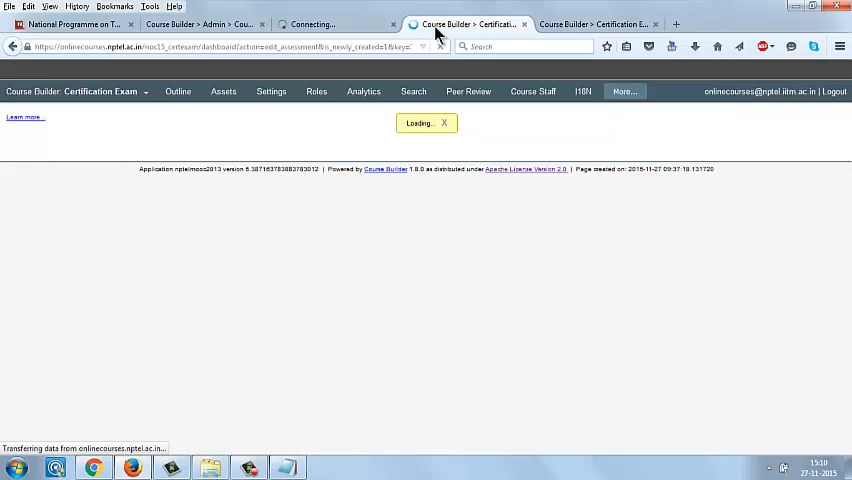 File Edit View History Bookmarks Tools Help
National Programme on T... Course Builder > Admin > Cou... Connecting... Course Builder > Certificati... Course Builder > Certification E...
https://onlinecourses.nptel.ac.in/noc15_certexam/dashboard?action=edit_assessment&is_newly_created=1&key=: Search
Course Builder: Certification Exam Outline Assets Settings Roles Analytics Search Peer Review Course Staff I18N More... onlinecourses@nptel.iitm.ac.in | Logout
Learn more...
Loading... X
Application nptelmooc2013 version 5.387163783883783012 | Powered by Course Builder 1.8.0 as distributed under Apache License Version 2.0 | Page created on: 2015-11-27 09:37:18.131720
Transferring data from onlinecourses.nptel.ac.in...
15:10
27-11-2015